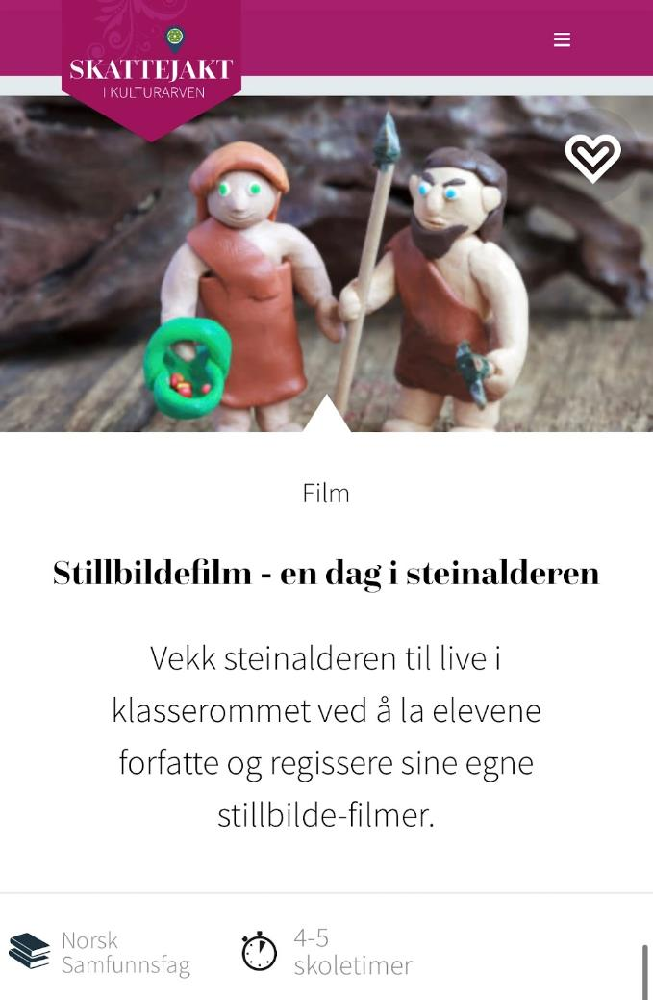 SKATTEJAKT
I KULTURARVEN
Film
Stillbildefilm - en dag i steinalderen
Vekk steinalderen til live i
klasserommet ved å la elevene
forfatte og regissere sine egne
stillbilde-filmer.
Norsk
Samfunnsfag
4-5
skoletimer